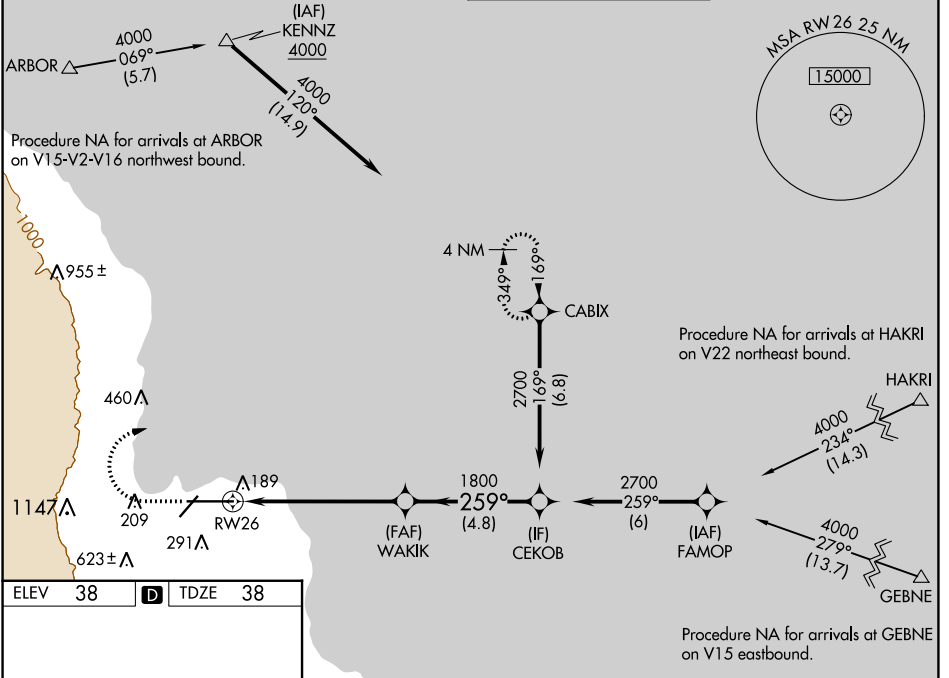 (IAF)
KENNZ
4000
4000
069°
(5.7)
ARBOR
4000
120°
(14.9)
MSA RW26 25 NM
15000
Procedure NA for arrivals at ARBOR
on V15-V2-V16 northwest bound.
1000
955 ±
4 NM
349°
169°
CABIX
2700
169°
(6.8)
Procedure NA for arrivals at HAKRI
on V22 northeast bound.
HAKRI
4000
234°
(14.3)
460
189
1147
209
RW26
291
623 ±
1800
259°
(4.8)
2700
259°
(6)
(FAF)
WAKIK
(IF)
CEKOB
(IAF)
FAMOP
4000
279°
(13.7)
GEBNE
ELEV 38 D TDZE 38
Procedure NA for arrivals at GEBNE
on V15 eastbound.